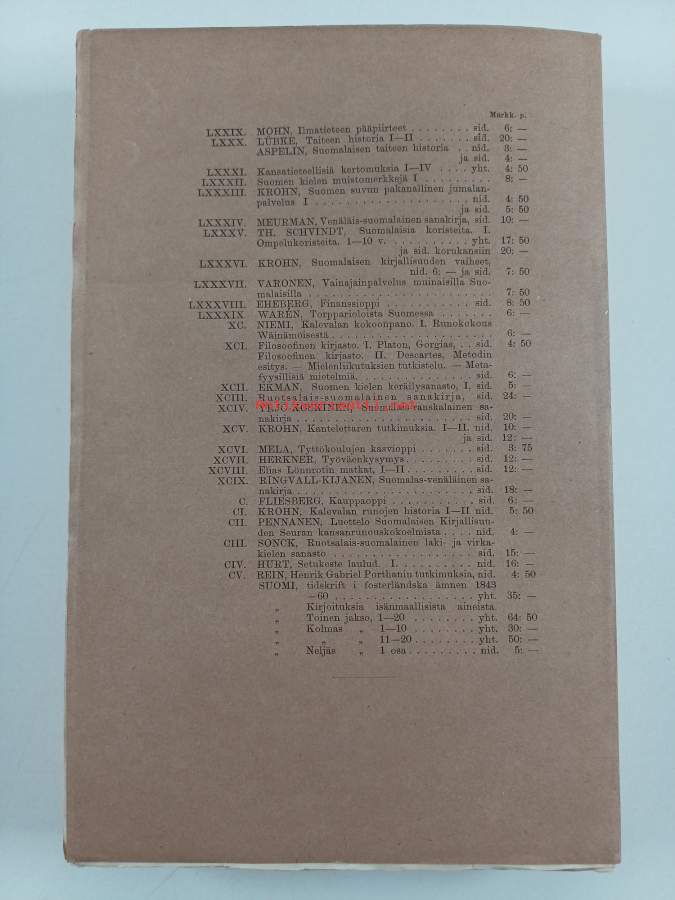 Markk. p.
LXXIX. MOHN, Ilmatieteen pääpiirteet . . . . . . . . sid. 6: —
LXXX. LÜBKE, Taiteen historia I—II . . . . . . . sid. 20: —
ASPELIN, Suomalaisen taiteen historia . . nid. 3: —
ja sid. 4: —
LXXXI. Kansatieteellisiä kertomuksia I—IV . . . . yht. 4: 50
LXXXII. Suomen kielen muistomerkkejä I . . . . . . . . . 8: —
LXXXIII. KROHN, Suomen suvun pakanallinen jumalan-
palvelus I . . . . . . . . . . . . . . . . . . nid. 4: 50
ja sid. 5: 50
LXXXIV. MEURMAN, Venäläis-suomalainen sanakirja, sid. 10: —
LXXXV. TH. SCHVINDT, Suomalaisia koristeita. I.
Ompelukoristeita. 1—10 v. . . . . . . . . . . yht. 17: 50
ja sid. korukansiin 20: —
LXXXVI. KROHN, Suomalaisen kirjallisuuden vaiheet,
nid. 6: — ja sid. 7: 50
LXXXVII. VARONEN, Vainajainpalvelus muinaisilla Suo-
malaisilla . . . . . . . . . . . . . . . . . . 7: 50
LXXXVIII. EHEBERG, Finanssioppi . . . . . . . . . . . sid. 8: 50
LXXXIX. WARÉN, Torpparioloista Suomessa . . . . . . . 6: —
XC. NIEMI, Kalevalan kokoonpano. I. Runokokous
Wäinämöisestä . . . . . . . . . . . . . . . . 6: —
XCI. Filosoofinen kirjasto. I. Platon, Gorgias, . . sid. 4: 50
Filosoofinen kirjasto. II. Descartes, Metodin
esitys. — Mielenliikutuksien tutkistelu. — Meta-
fyysillisiä mietelmiä . . . . . . . . . . . . sid. 6: —
XCII. EKMAN, Suomen kielen keräilysanasto, I, sid. 5: —
XCIII. Ruotsalais-suomalainen sanakirja, sid. 24: —
XCIV. YRJÖ-KOSKINEN, Suomalais-ranskalainen sa-
nakirja . . . . . . . . . . . . . . . . . . sid. 20: —
XCV. KROHN. Kantelettaren tutkimuksia. I—II. nid. 10: —
ja sid. 12: —
XCVI. MELA, Tyttökoulujen kasvioppi . . . . . . sid. 3: 75
XCVII. HERKNER, Työväenkysymys . . . . . . . . sid. 12: —
XCVIII. Elias Lönnrotin matkat, I—II . . . . . . . sid. 12: —
XCIX. RINGVALL-KIJANEN, Suomalas-venäläinen sa-
nakirja . . . . . . . . . . . . . . . . . . sid. 18: —
C. FLIESBERG, Kauppaoppi . . . . . . . . . . sid. 6: —
CI. KROHN, Kalevalan runojen historia I—II nid. 5: 50
CII. PENNANEN, Luettelo Suomalaisen Kirjallisuu-
den Seuran kansanrunouskokoelmista . . . . nid. 4: —
CIII. SONCK, Ruotsalais-suomalainen laki- ja virka-
kielen sanasto . . . . . . . . . . . . . . . sid. 15: —
CIV. HURT, Setukeste laulud. I. . . . . . . . . nid. 16: —
CV. REIN, Henrik Gabriel Porthanin tutkimuksia, nid. 4: 50
SUOMI, tidskrift i fosterländska ämnen 1843
—60 . . . . . . . . . . . . . . . . . . . yht. 35: —
„ Kirjoituksia isänmaallisista aineista.
„ Toinen jakso, 1—20 . . . . . . . . yht. 64: 50
„ Kolmas „ 1—10 . . . . . . . . yht. 30: —
„ „ „ 11—20 . . . . . . . . yht. 50: —
„ Neljäs „ 1 osa . . . . . . . . . nid. 5: —